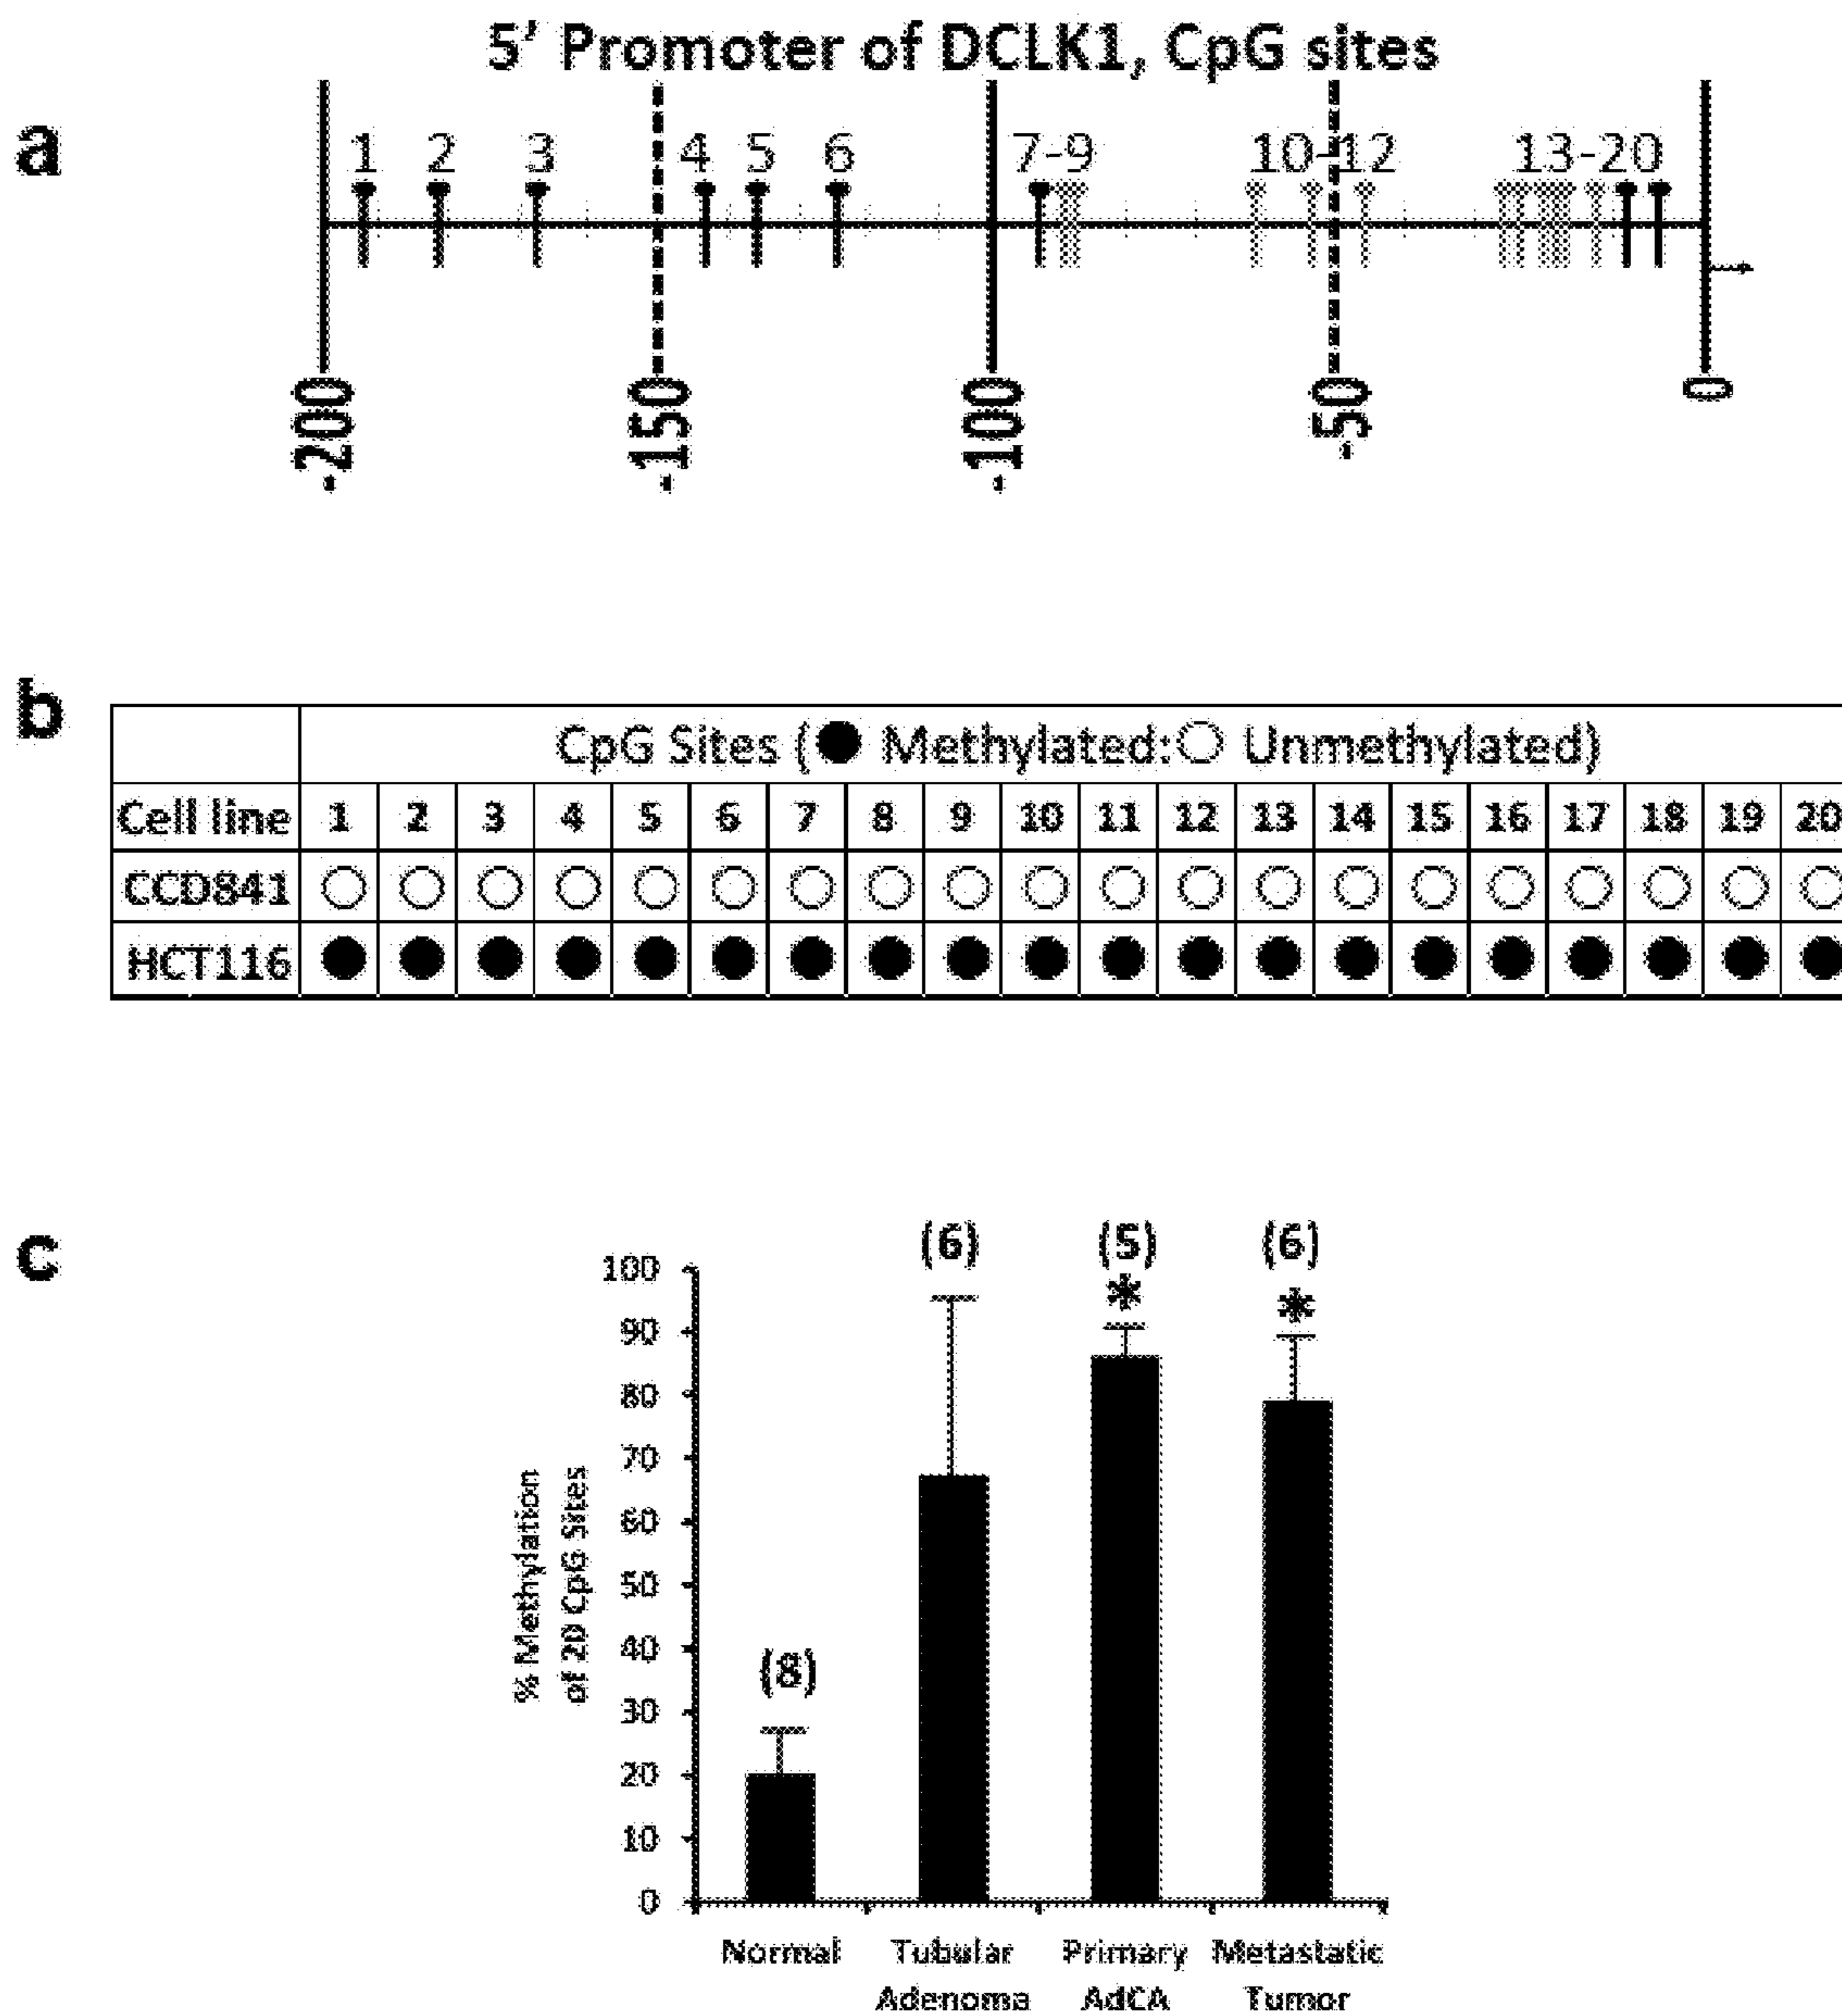 5' Promoter of DCLK1, CpG sites
a
1 2 3 4 5 6 7-9 10-12 13-20
-200 -150 -100 -50 0
b
CpG Sites (● Methylated:○ Unmethylated)
Cell line 1 2 3 4 5 6 7 8 9 10 11 12 13 14 15 16 17 18 19 20
CCD841
HCT116
c
(6) (5) (6)
* *
(8)
100
90
80
70
60
50
40
30
20
10
0
% Methylation
of 20 CpG Sites
Normal Tubular Primary Metastatic
Adenoma AdCA Tumor